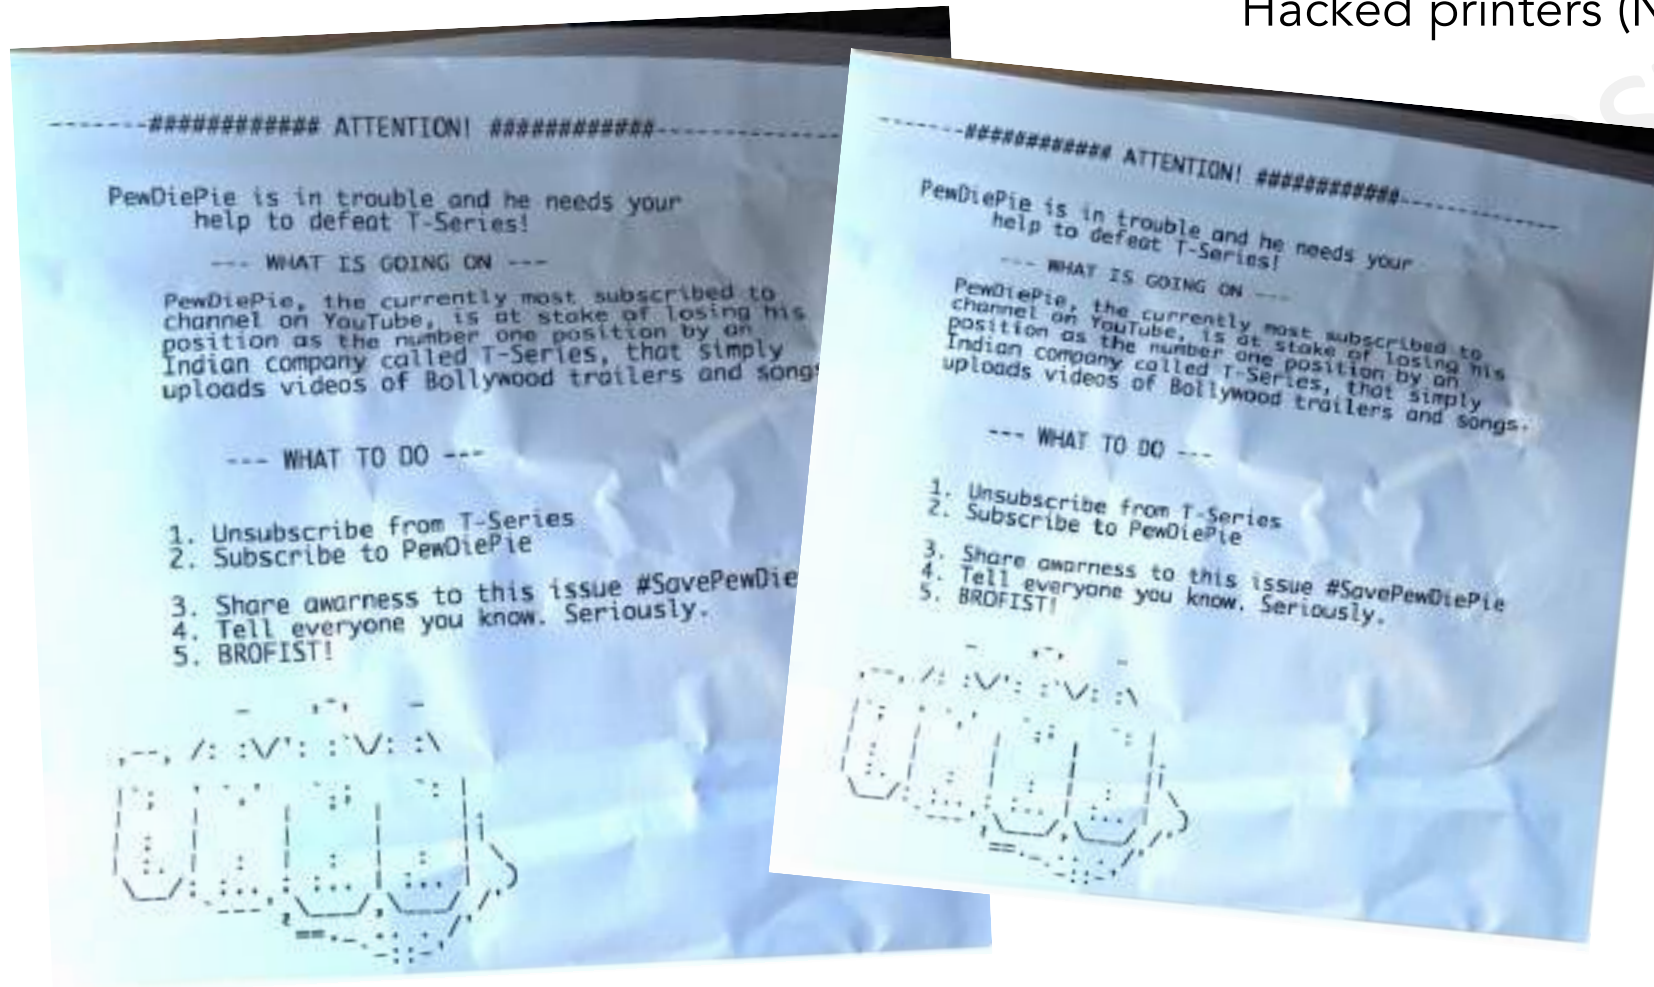 Hacked printers (N
-------############ ATTENTION! ############-------------
PewDiePie is in trouble and he needs your
help to defeat T-Series!
--- WHAT IS GOING ON ---
PewDiePie, the currently most subscribed to
channel on YouTube, is at stake of losing his
position as the number one position by an
Indian company called T-Series, that simply
uploads videos of Bollywood trailers and song
--- WHAT TO DO ---
1. Unsubscribe from T-Series
2. Subscribe to PewDiePie
3. Share awarness to this issue #SavePewDie
4. Tell everyone you know. Seriously.
5. BROFIST!
-------############ ATTENTION! ############-------------
PewDiePie is in trouble and he needs your
help to defeat T-Series!
--- WHAT IS GOING ON ---
PewDiePie, the currently most subscribed to
channel on YouTube, is at stake of losing his
position as the number one position by an
Indian company called T-Series, that simply
uploads videos of Bollywood trailers and songs.
--- WHAT TO DO ---
1. Unsubscribe from T-Series
2. Subscribe to PewDiePie
3. Share awarness to this issue #SavePewDiePie
4. Tell everyone you know. Seriously.
5. BROFIST!